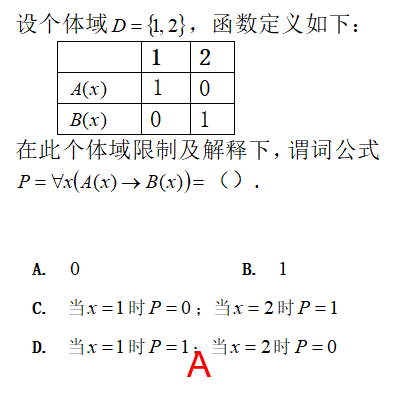 设个体域 D = {1, 2}，函数定义如下：
1 2
A(x) 1 0
B(x) 0 1
在此个体域限制及解释下，谓词公式
P = ∀x(A(x) → B(x))= （）.
A. 0 B. 1
C. 当 x = 1 时 P = 0；当 x = 2 时 P = 1
D. 当 x = 1 时 P = 1；当 x = 2 时 P = 0
A